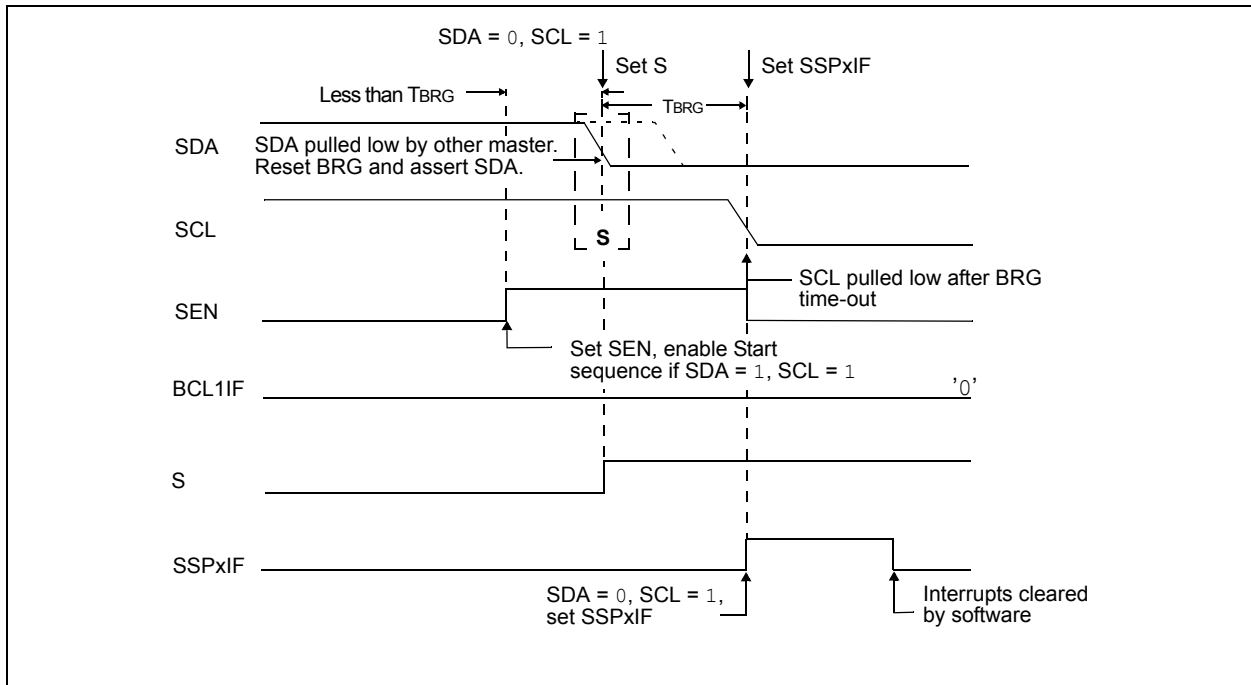 SDA = 0, SCL = 1
Set S
Set SSPxIF
Less than TBRG
TBRG
SDA
SDA pulled low by other master.
Reset BRG and assert SDA.
SCL
S
SCL pulled low after BRG
time-out
SEN
Set SEN, enable Start
sequence if SDA = 1, SCL = 1
BCL1IF
'0'
S
SSPxIF
SDA = 0, SCL = 1,
set SSPxIF
Interrupts cleared
by software